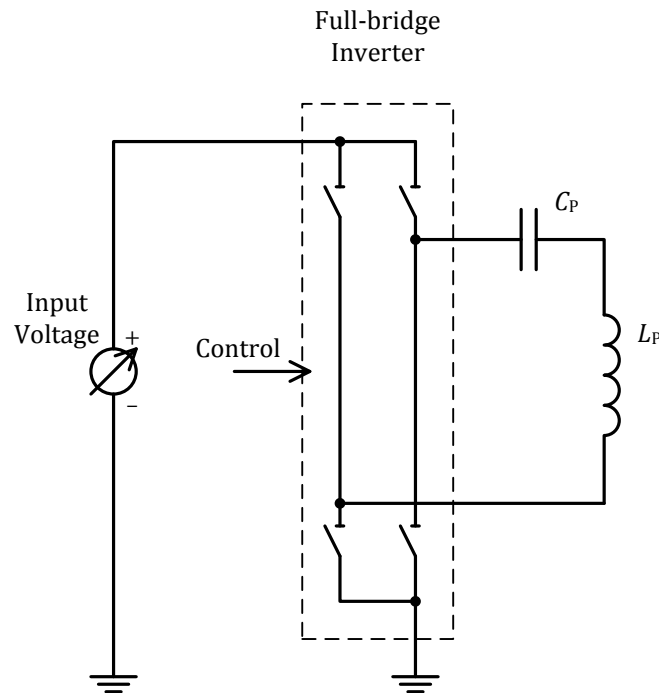 Full-bridge
Inverter
C_P
Input
Voltage
+
−
Control
L_P